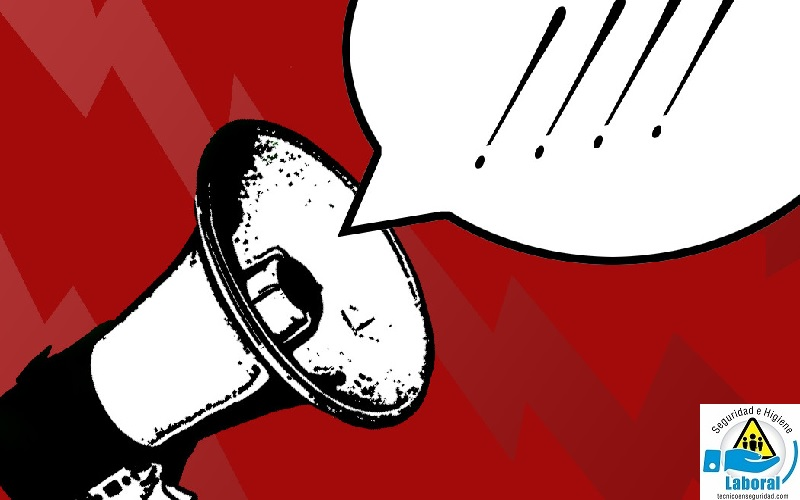 ! ! ! !
Seguridad e Higiene
Laboral
tecnicoenseguridad.com